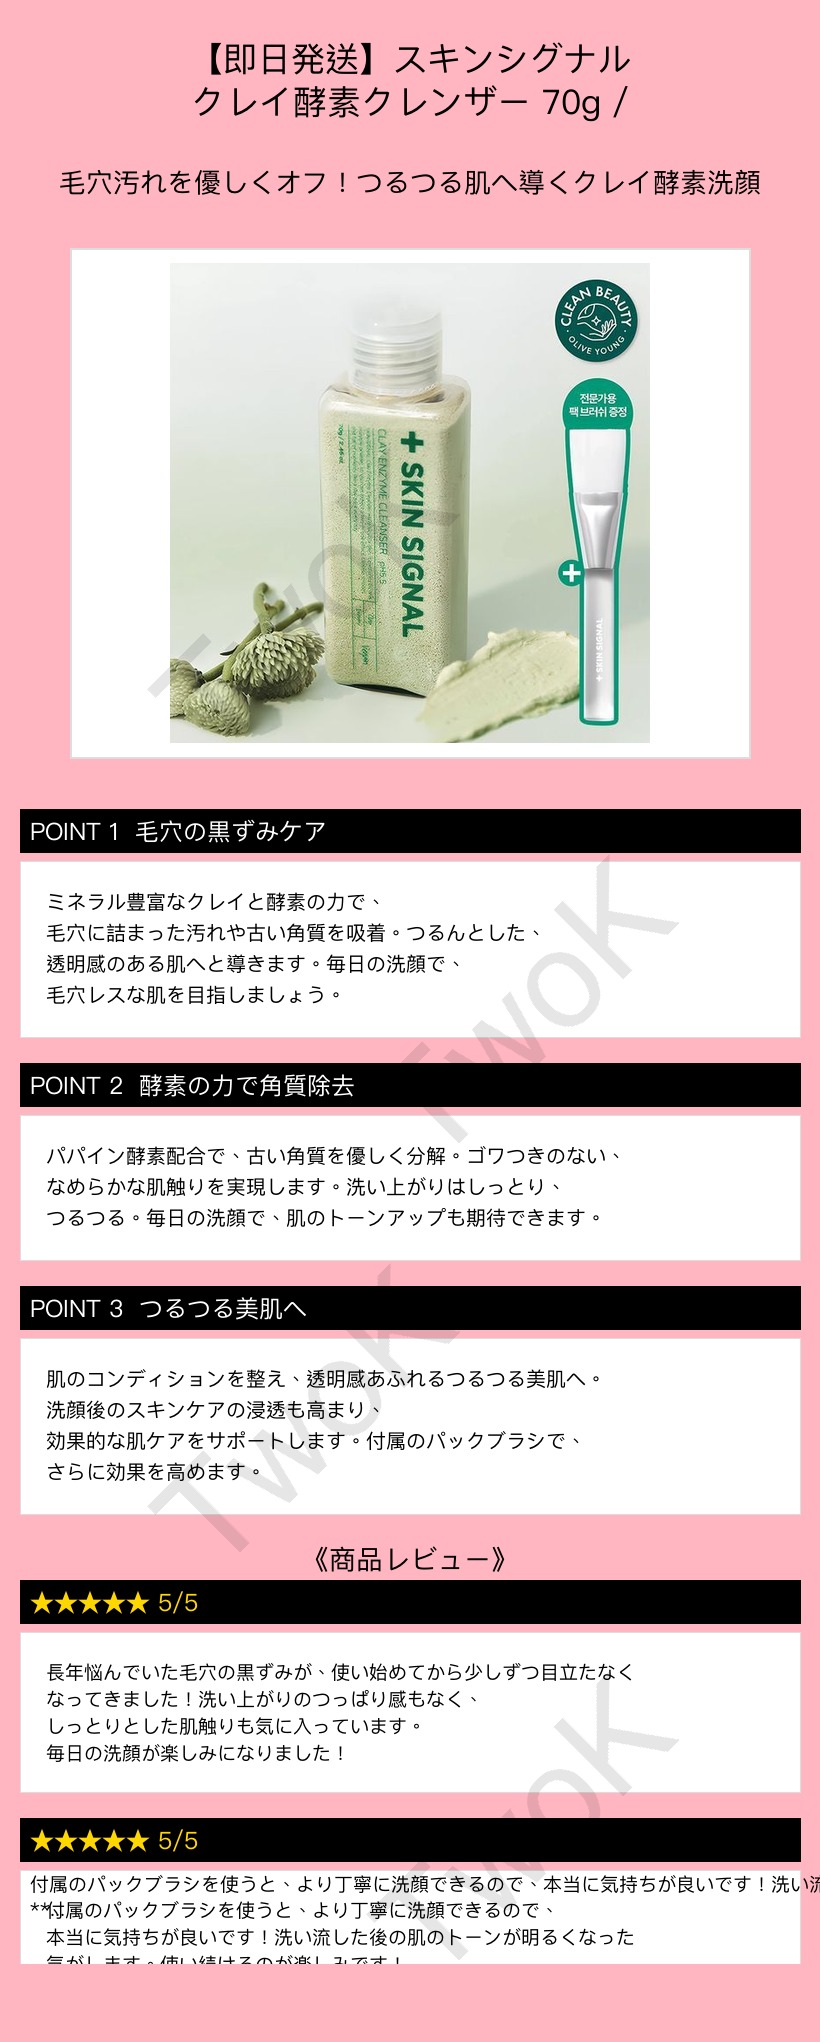 【即日発送】スキンシグナル
クレイ酵素クレンザー 70g /
毛穴汚れを優しくオフ！つるつる肌へ導くクレイ酵素洗顔
CLEAN BEAUTY
OLIVE YOUNG
전문가용
팩 브러쉬 증정
+ SKIN SIGNAL
CLAY ENZYME CLEANSER pH5.5
+
+ SKIN SIGNAL
TwoK
POINT 1 毛穴の黒ずみケア
ミネラル豊富なクレイと酵素の力で、
毛穴に詰まった汚れや古い角質を吸着。つるんとした、
透明感のある肌へと導きます。毎日の洗顔で、
毛穴レスな肌を目指しましょう。
TwoK
POINT 2 酵素の力で角質除去
パパイン酵素配合で、古い角質を優しく分解。ゴワつきのない、
なめらかな肌触りを実現します。洗い上がりはしっとり、
つるつる。毎日の洗顔で、肌のトーンアップも期待できます。
POINT 3 つるつる美肌へ
肌のコンディションを整え、透明感あふれるつるつる美肌へ。
洗顔後のスキンケアの浸透も高まり、
効果的な肌ケアをサポートします。付属のパックブラシで、
さらに効果を高めます。
TwoK
《商品レビュー》
★★★★★ 5/5
長年悩んでいた毛穴の黒ずみが、使い始めてから少しずつ目立たなく
なってきました！洗い上がりのつっぱり感もなく、
しっとりとした肌触りも気に入っています。
毎日の洗顔が楽しみになりました！
TwoK
★★★★★ 5/5
付属のパックブラシを使うと、より丁寧に洗顔できるので、本当に気持ちが良いです！洗い流
**付属のパックブラシを使うと、より丁寧に洗顔できるので、
本当に気持ちが良いです！洗い流した後の肌のトーンが明るくなった
気がします。使い続けるのが楽しみです！